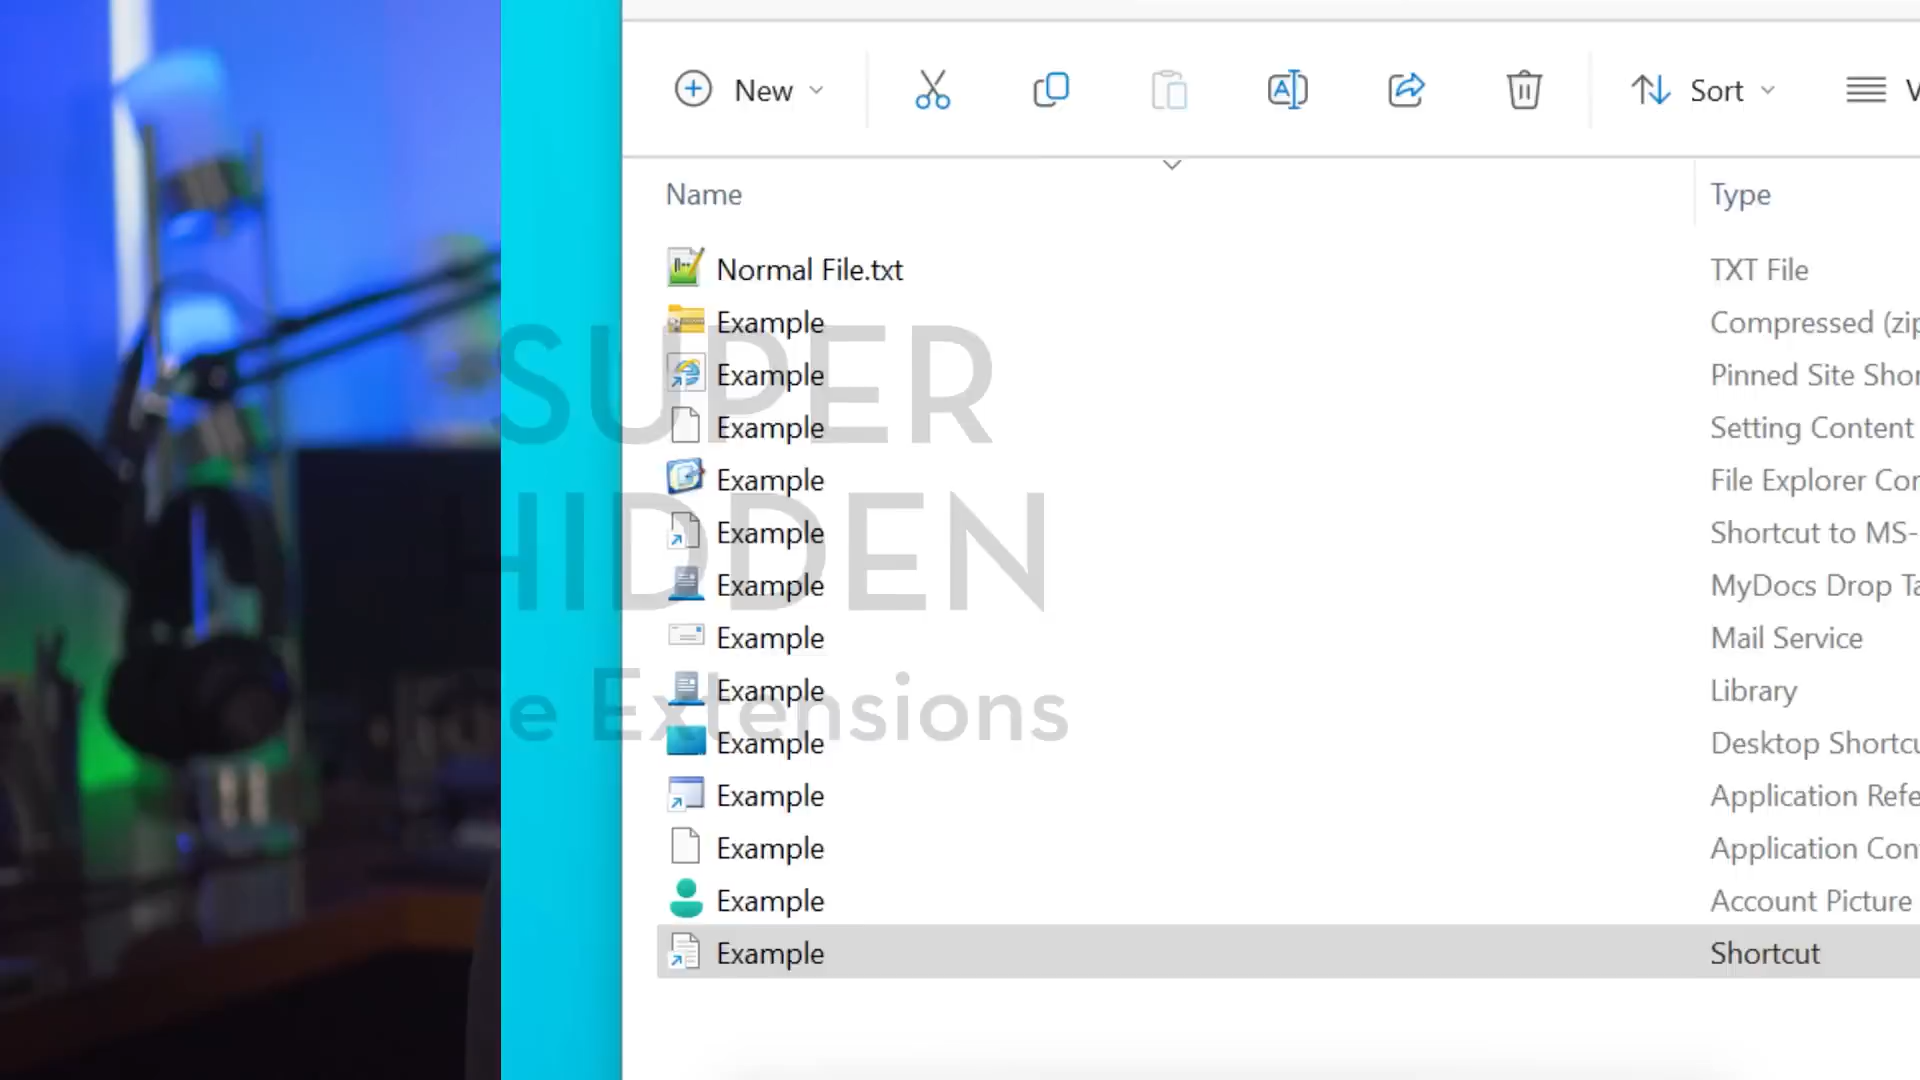 New
Sort
V
Name
Type
Normal File.txt
TXT File
Example
Compressed (zip
Example
Pinned Site Shor
Example
Setting Content
Example
File Explorer Con
Example
Shortcut to MS-
Example
MyDocs Drop Ta
Example
Mail Service
Example
Library
Example
Desktop Shortcu
Example
Application Refe
Example
Application Con
Example
Account Picture
Example
Shortcut
SUPER
HIDDEN
e Extensions